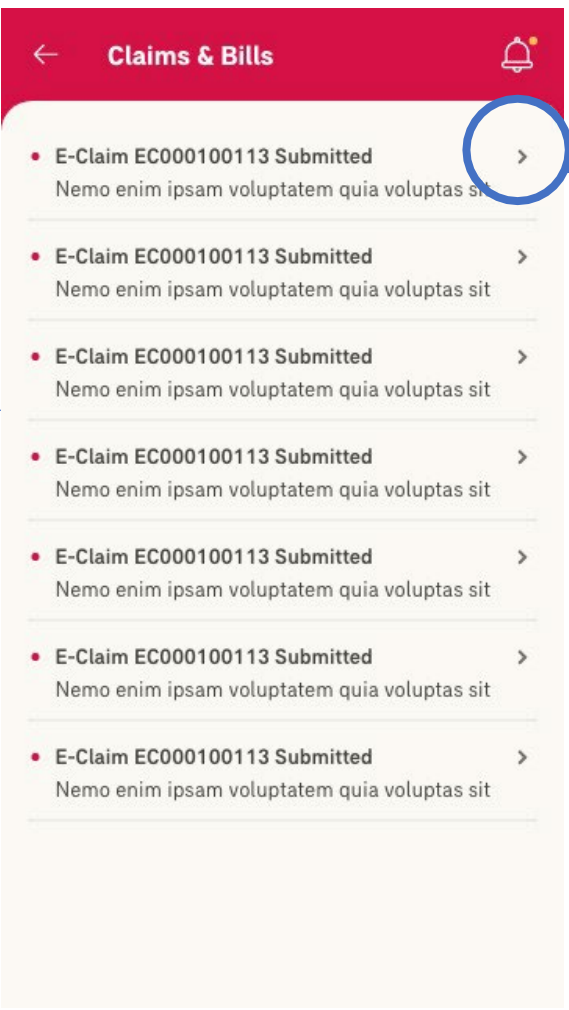 Claims & Bills
E-Claim EC000100113 Submitted
Nemo enim ipsam voluptatem quia voluptas sit
E-Claim EC000100113 Submitted
Nemo enim ipsam voluptatem quia voluptas sit
E-Claim EC000100113 Submitted
Nemo enim ipsam voluptatem quia voluptas sit
E-Claim EC000100113 Submitted
Nemo enim ipsam voluptatem quia voluptas sit
E-Claim EC000100113 Submitted
Nemo enim ipsam voluptatem quia voluptas sit
E-Claim EC000100113 Submitted
Nemo enim ipsam voluptatem quia voluptas sit
E-Claim EC000100113 Submitted
Nemo enim ipsam voluptatem quia voluptas sit